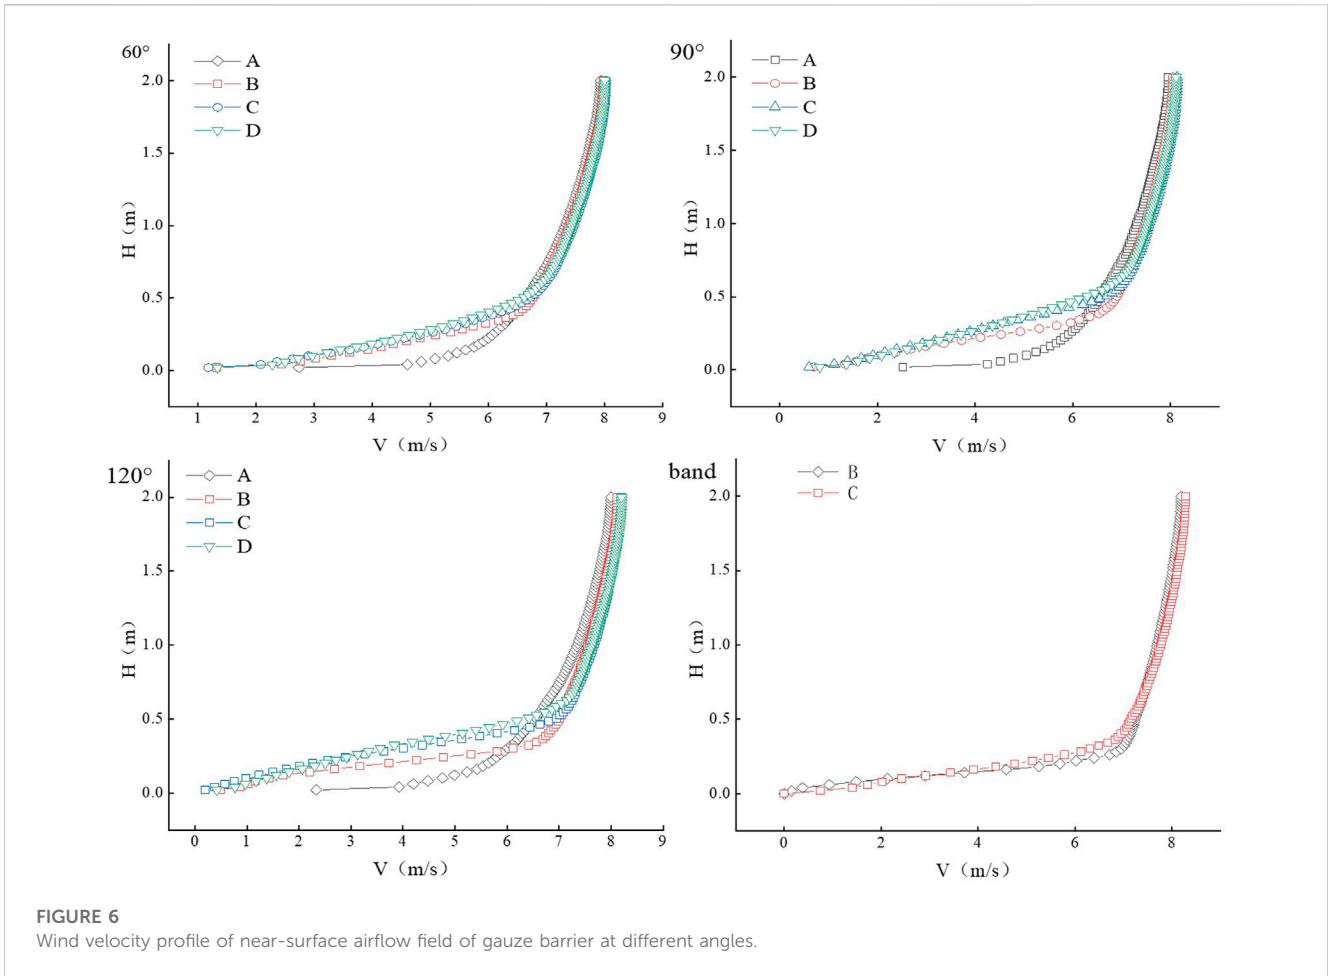 60°
A
B
C
D
2.0
1.5
1.0
0.5
0.0
H（m）
1 2 3 4 5 6 7 8 9
V（m/s）
90°
A
B
C
D
2.0
1.5
1.0
0.5
0.0
H（m）
0 2 4 6 8
V（m/s）
120°
A
B
C
D
2.0
1.5
1.0
0.5
0.0
H（m）
0 1 2 3 4 5 6 7 8 9
V（m/s）
band
B
C
2.0
1.5
1.0
0.5
0.0
H（m）
0 2 4 6 8
V（m/s）
FIGURE 6
Wind velocity profile of near-surface airflow field of gauze barrier at different angles.